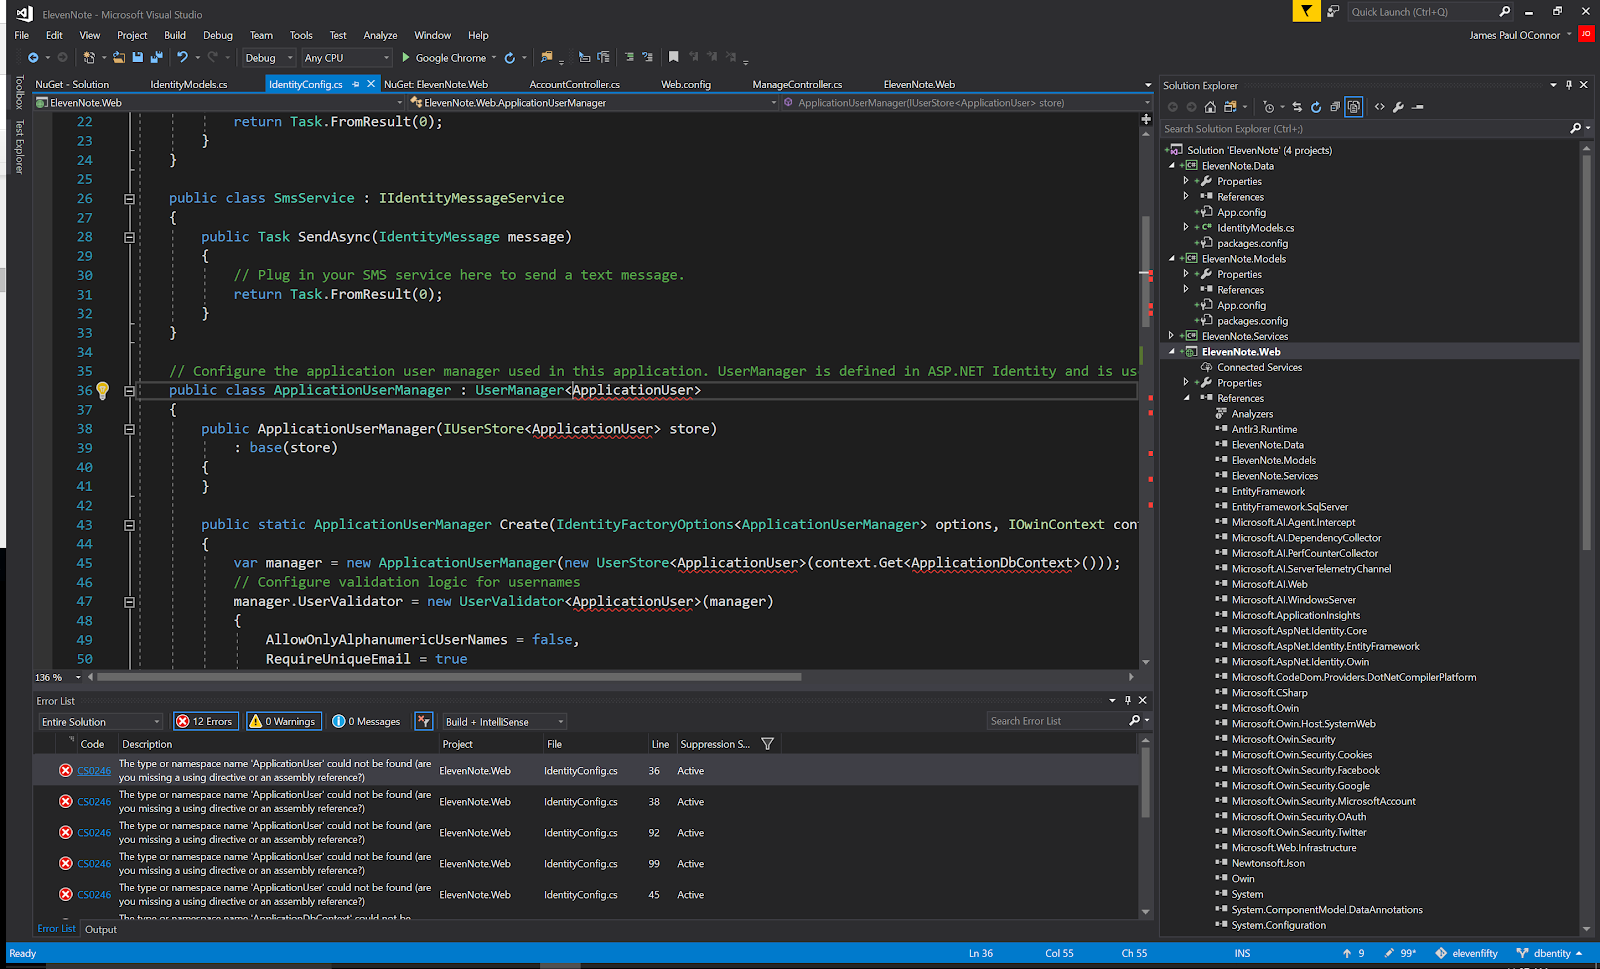 ElevenNote - Microsoft Visual Studio
Quick Launch (Ctrl+Q)
File Edit View Project Build Debug Team Tools Test Analyze Window Help
James Paul OConnor JO
Debug Any CPU Google Chrome
Toolbox
Test Explorer
NuGet - Solution IdentityModels.cs IdentityConfig.cs NuGet: ElevenNote.Web AccountController.cs Web.config ManageController.cs ElevenNote.Web
ElevenNote.Web ElevenNote.Web.ApplicationUserManager ApplicationUserManager(IUserStore<ApplicationUser> store)
22 return Task.FromResult(0);
23 }
24 }
25
26 public class SmsService : IIdentityMessageService
27 {
28 public Task SendAsync(IdentityMessage message)
29 {
30 // Plug in your SMS service here to send a text message.
31 return Task.FromResult(0);
32 }
33 }
34
35 // Configure the application user manager used in this application. UserManager is defined in ASP.NET Identity and is us
36 public class ApplicationUserManager : UserManager<ApplicationUser>
37 {
38 public ApplicationUserManager(IUserStore<ApplicationUser> store)
39 : base(store)
40 {
41 }
42
43 public static ApplicationUserManager Create(IdentityFactoryOptions<ApplicationUserManager> options, IOwinContext con
44 {
45 var manager = new ApplicationUserManager(new UserStore<ApplicationUser>(context.Get<ApplicationDbContext>()));
46 // Configure validation logic for usernames
47 manager.UserValidator = new UserValidator<ApplicationUser>(manager)
48 {
49 AllowOnlyAlphanumericUserNames = false,
50 RequireUniqueEmail = true
136 %
Error List
Entire Solution 12 Errors 0 Warnings 0 Messages Build + IntelliSense Search Error List
Code Description Project File Line Suppression S...
CS0246 The type or namespace name 'ApplicationUser' could not be found (are you missing a using directive or an assembly reference?) ElevenNote.Web IdentityConfig.cs 36 Active
CS0246 The type or namespace name 'ApplicationUser' could not be found (are you missing a using directive or an assembly reference?) ElevenNote.Web IdentityConfig.cs 38 Active
CS0246 The type or namespace name 'ApplicationUser' could not be found (are you missing a using directive or an assembly reference?) ElevenNote.Web IdentityConfig.cs 92 Active
CS0246 The type or namespace name 'ApplicationUser' could not be found (are you missing a using directive or an assembly reference?) ElevenNote.Web IdentityConfig.cs 99 Active
CS0246 The type or namespace name 'ApplicationUser' could not be found (are you missing a using directive or an assembly reference?) ElevenNote.Web IdentityConfig.cs 45 Active
The type or namespace name 'ApplicationDbContext' could not be
Error List Output
Solution Explorer
Search Solution Explorer (Ctrl+;)
Solution 'ElevenNote' (4 projects)
ElevenNote.Data
Properties
References
App.config
IdentityModels.cs
packages.config
ElevenNote.Models
Properties
References
App.config
packages.config
ElevenNote.Services
ElevenNote.Web
Connected Services
Properties
References
Analyzers
Antlr3.Runtime
ElevenNote.Data
ElevenNote.Models
ElevenNote.Services
EntityFramework
EntityFramework.SqlServer
Microsoft.AI.Agent.Intercept
Microsoft.AI.DependencyCollector
Microsoft.AI.PerfCounterCollector
Microsoft.AI.ServerTelemetryChannel
Microsoft.AI.Web
Microsoft.AI.WindowsServer
Microsoft.ApplicationInsights
Microsoft.AspNet.Identity.Core
Microsoft.AspNet.Identity.EntityFramework
Microsoft.AspNet.Identity.Owin
Microsoft.CodeDom.Providers.DotNetCompilerPlatform
Microsoft.CSharp
Microsoft.Owin
Microsoft.Owin.Host.SystemWeb
Microsoft.Owin.Security
Microsoft.Owin.Security.Cookies
Microsoft.Owin.Security.Facebook
Microsoft.Owin.Security.Google
Microsoft.Owin.Security.MicrosoftAccount
Microsoft.Owin.Security.OAuth
Microsoft.Owin.Security.Twitter
Microsoft.Web.Infrastructure
Newtonsoft.Json
Owin
System
System.ComponentModel.DataAnnotations
System.Configuration
Ready Ln 36 Col 55 Ch 55 INS 9 99* elevenfifty dbentity